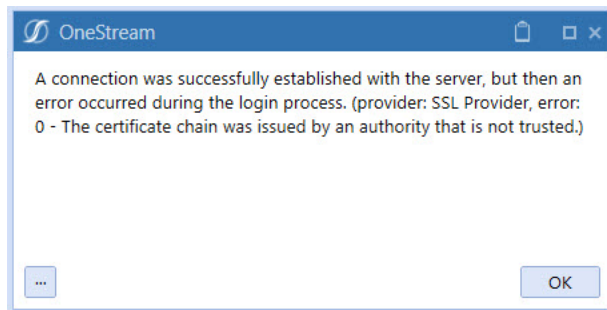 OneStream
A connection was successfully established with the server, but then an
error occurred during the login process. (provider: SSL Provider, error:
0 - The certificate chain was issued by an authority that is not trusted.)
...
OK